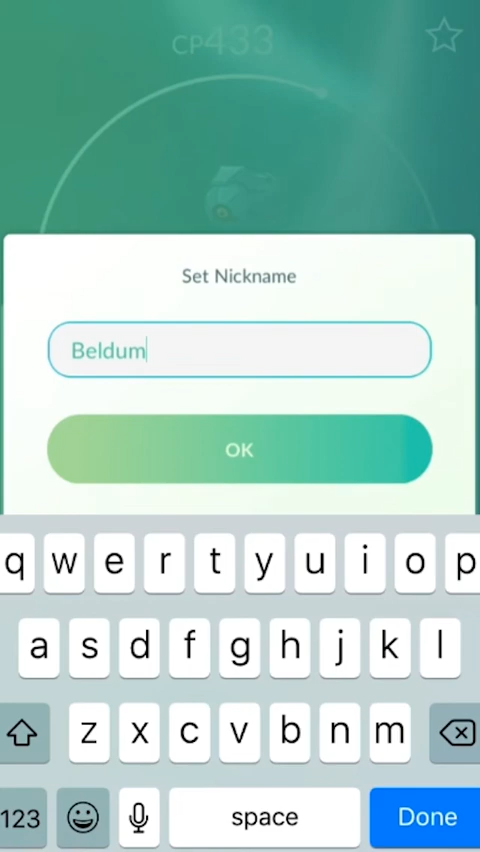 CP433
Set Nickname
Beldum
OK
q w e r t y u i o p
a s d f g h j k l
z x c v b n m
123 space Done